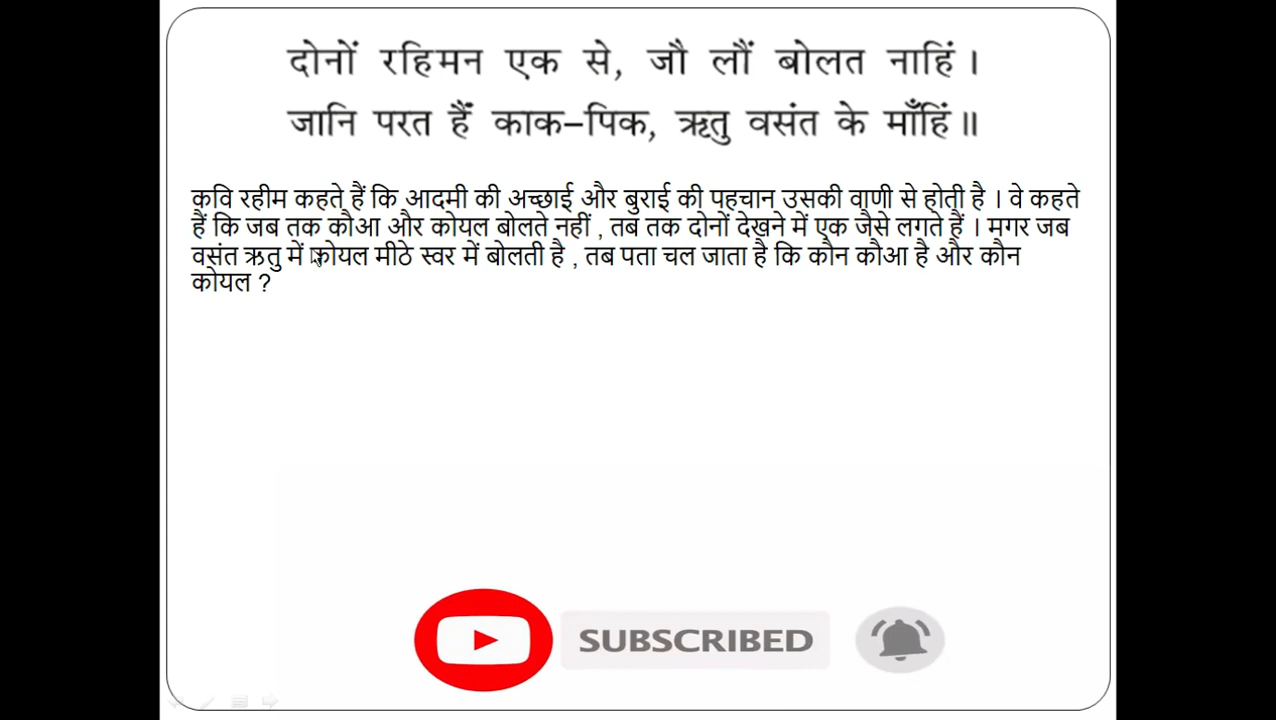 दोनों रहिमन एक से, जौ लौं बोलत नाहिं।
जानि परत हैं काक–पिक, ऋतु वसंत के माँहिं॥
कवि रहीम कहते हैं कि आदमी की अच्छाई और बुराई की पहचान उसकी वाणी से होती है । वे कहते
हैं कि जब तक कौआ और कोयल बोलते नहीं , तब तक दोनों देखने में एक जैसे लगते हैं । मगर जब
वसंत ऋतु में कोयल मीठे स्वर में बोलती है , तब पता चल जाता है कि कौन कौआ है और कौन
कोयल ?
SUBSCRIBED